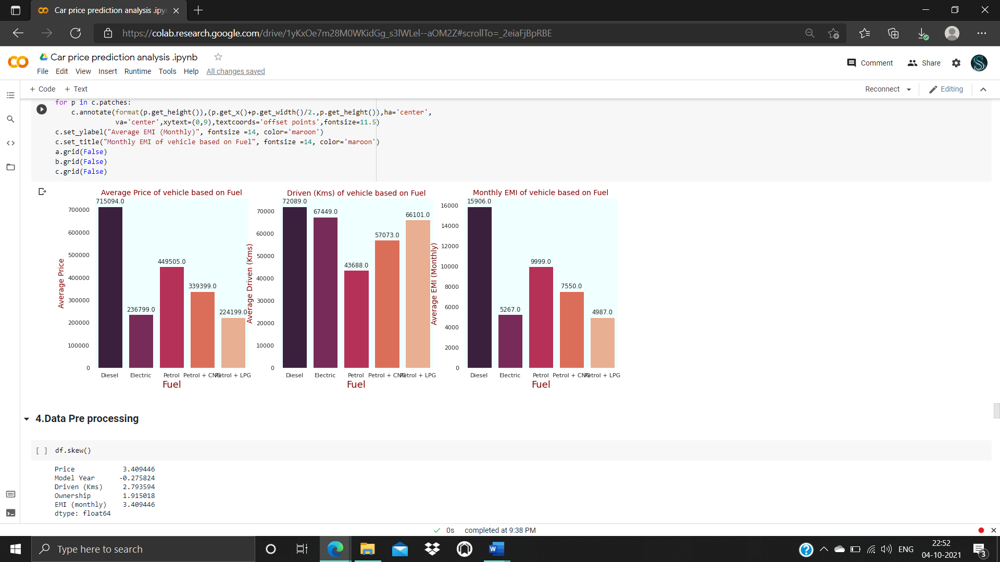 Car price prediction analysis .ipy
https://colab.research.google.com/drive/1yKxOe7m28M0WKidGg_s3lWLel--aOM2Z#scrollTo=_2eiaFjBpRBE
Car price prediction analysis .ipynb
File Edit View Insert Runtime Tools Help All changes saved
Comment Share
+ Code + Text
Reconnect Editing
for p in c.patches:
c.annotate(format(p.get_height()),(p.get_x()+p.get_width()/2.,p.get_height()),ha='center',
va='center',xytext=(0,9),textcoords='offset points',fontsize=11.5)
c.set_ylabel("Average EMI (Monthly)", fontsize =14, color='maroon')
c.set_title("Monthly EMI of vehicle based on Fuel", fontsize =14, color='maroon')
a.grid(False)
b.grid(False)
c.grid(False)
Average Price of vehicle based on Fuel
715094.0
700000
600000
500000
400000
300000
200000
100000
0
Average Price
236799.0
449505.0
339399.0
224199.0
Diesel Electric Petrol Petrol + CNG Petrol + LPG
Fuel
Driven (Kms) of vehicle based on Fuel
72089.0
70000
60000
50000
40000
30000
20000
10000
0
Average Driven (Kms)
67449.0
43688.0
57073.0
66101.0
Diesel Electric Petrol Petrol + CNG Petrol + LPG
Fuel
Monthly EMI of vehicle based on Fuel
15906.0
16000
14000
12000
10000
8000
6000
4000
2000
0
Average EMI (Monthly)
5267.0
9999.0
7550.0
4987.0
Diesel Electric Petrol Petrol + CNG Petrol + LPG
Fuel
4.Data Pre processing
[ ] df.skew()
Price 3.409446
Model Year -0.275824
Driven (Kms) 2.793594
Ownership 1.915018
EMI (monthly) 3.409446
dtype: float64
0s completed at 9:38 PM
Type here to search
W
ENG
22:52
04-10-2021
3